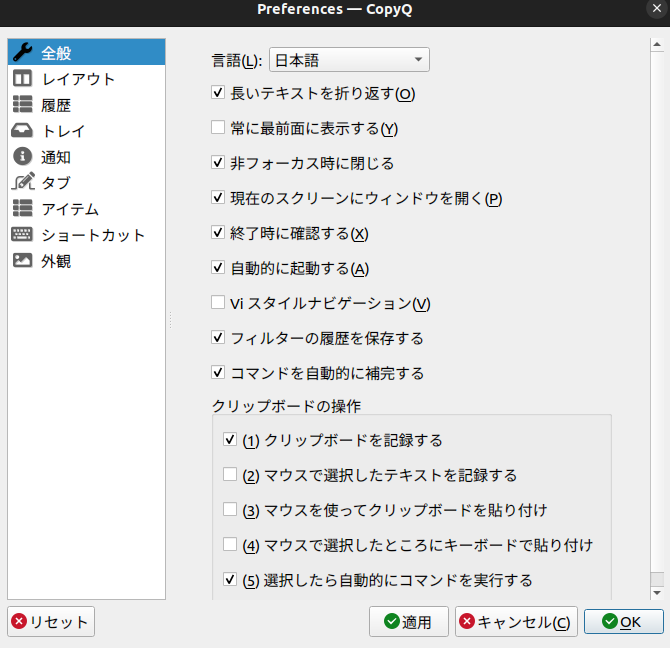 Preferences — CopyQ
全般
レイアウト
履歴
トレイ
通知
タブ
アイテム
ショートカット
外観
言語(L): 日本語
長いテキストを折り返す(O)
常に最前面に表示する(Y)
非フォーカス時に閉じる
現在のスクリーンにウィンドウを開く(P)
終了時に確認する(X)
自動的に起動する(A)
Vi スタイルナビゲーション(V)
フィルターの履歴を保存する
コマンドを自動的に補完する
クリップボードの操作
(1) クリップボードを記録する
(2) マウスで選択したテキストを記録する
(3) マウスを使ってクリップボードを貼り付け
(4) マウスで選択したところにキーボードで貼り付け
(5) 選択したら自動的にコマンドを実行する
リセット 適用 キャンセル(C) OK